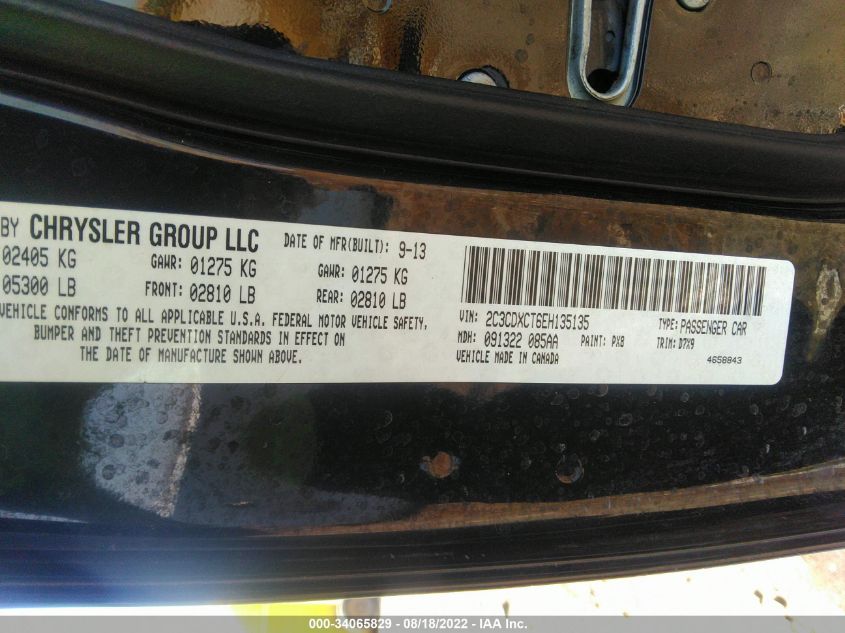 BY CHRYSLER GROUP LLC DATE OF MFR(BUILT): 9-13
02405 KG GAWR: 01275 KG GAWR: 01275 KG
05300 LB FRONT: 02810 LB REAR: 02810 LB
VEHICLE CONFORMS TO ALL APPLICABLE U.S.A. FEDERAL MOTOR VEHICLE SAFETY,
BUMPER AND THEFT PREVENTION STANDARDS IN EFFECT ON
THE DATE OF MANUFACTURE SHOWN ABOVE.
VIN: 2C3CDXCT6EH135135 TYPE: PASSENGER CAR
MDH: 091322 085AA PAINT: PX8 TRIM: D7X9
VEHICLE MADE IN CANADA 4658843
000-34065829 - 08/18/2022 - IAA Inc.